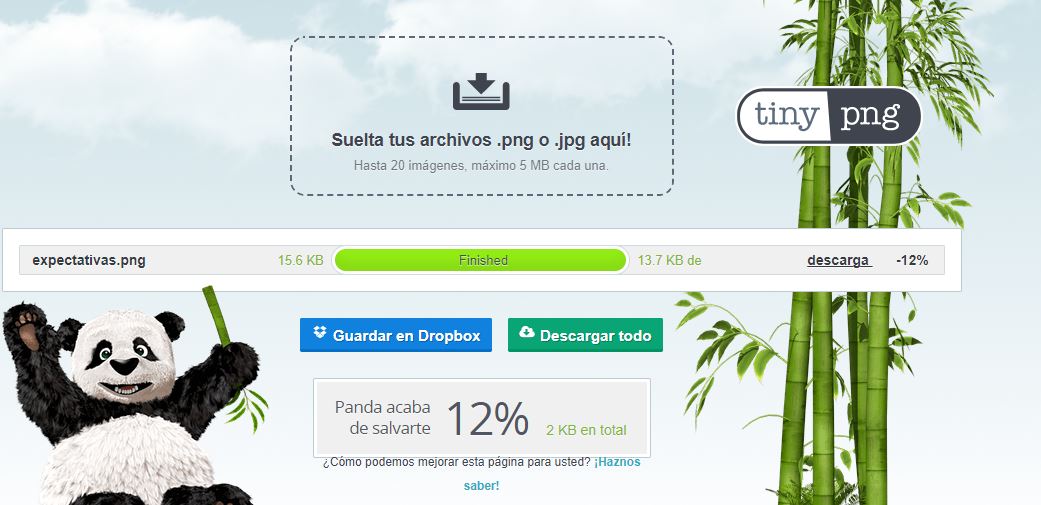 Suelta tus archivos .png o .jpg aquí!
Hasta 20 imágenes, máximo 5 MB cada una.
tiny png
expectativas.png 15.6 KB Finished 13.7 KB de descarga -12%
Guardar en Dropbox Descargar todo
Panda acaba
de salvarte 12% 2 KB en total
¿Cómo podemos mejorar esta página para usted? ¡Haznos
saber!